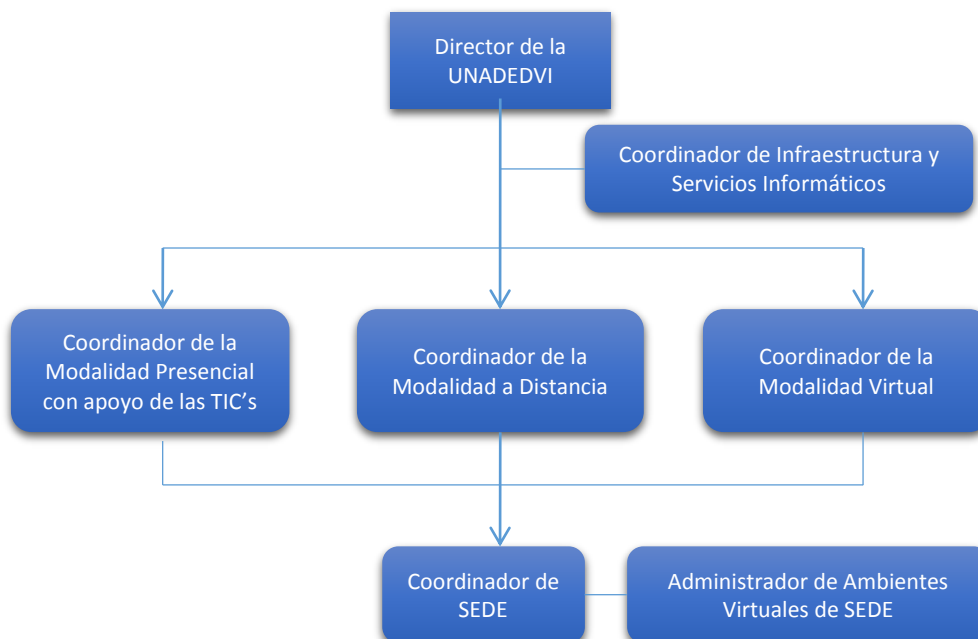 Director de la
UNADEDVI
Coordinador de Infraestructura y
Servicios Informáticos
Coordinador de la
Modalidad Presencial
con apoyo de las TIC’s
Coordinador de la
Modalidad a Distancia
Coordinador de la
Modalidad Virtual
Coordinador de
SEDE
Administrador de Ambientes
Virtuales de SEDE